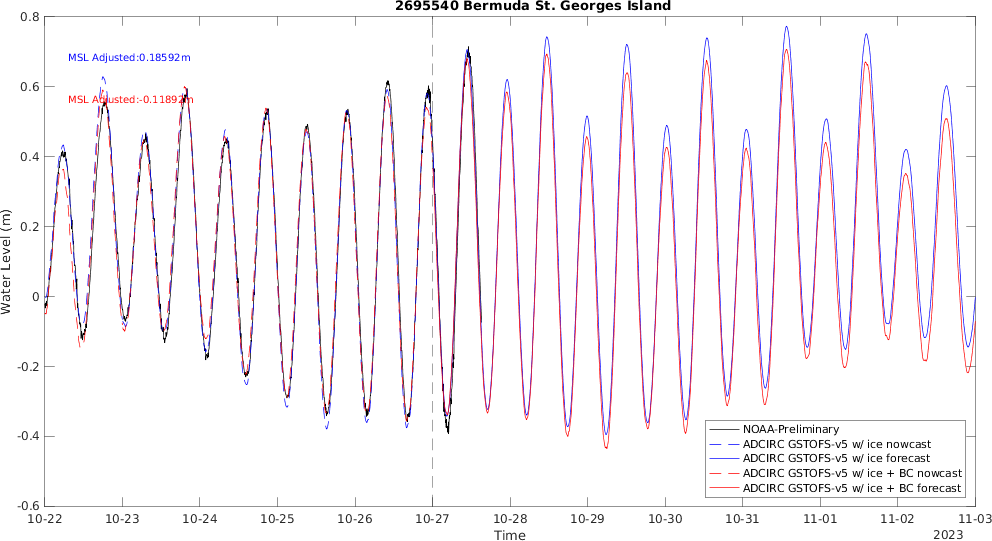 2695540 Bermuda St. Georges Island
0.8
0.6
0.4
0.2
0
-0.2
-0.4
-0.6
Water Level (m)
MSL Adjusted:0.18592m
MSL Adjusted:-0.11892m
NOAA-Preliminary
ADCIRC GSTOFS-v5 w/ ice nowcast
ADCIRC GSTOFS-v5 w/ ice forecast
ADCIRC GSTOFS-v5 w/ ice + BC nowcast
ADCIRC GSTOFS-v5 w/ ice + BC forecast
10-22 10-23 10-24 10-25 10-26 10-27 10-28 10-29 10-30 10-31 11-01 11-02 11-03
Time
2023